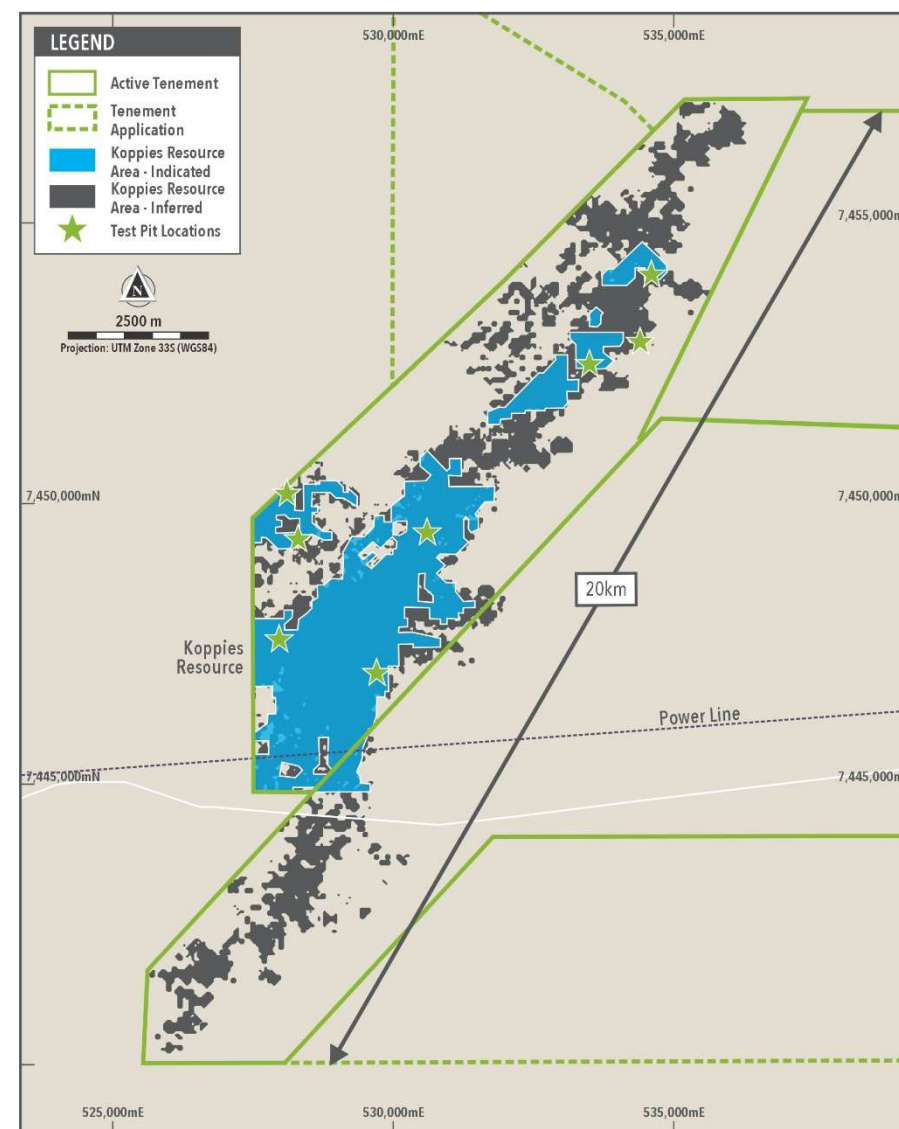 LEGEND
Active Tenement
Tenement
Application
Koppies Resource
Area - Indicated
Koppies Resource
Area - Inferred
Test Pit Locations
N
2500 m
Projection: UTM Zone 33S (WGS84)
530,000mE
535,000mE
7,455,000m
7,450,000mN
7,450,000m
20km
Koppies
Resource
Power Line
7,445,000mN
7,445,000m
525,000mE
530,000mE
535,000mE